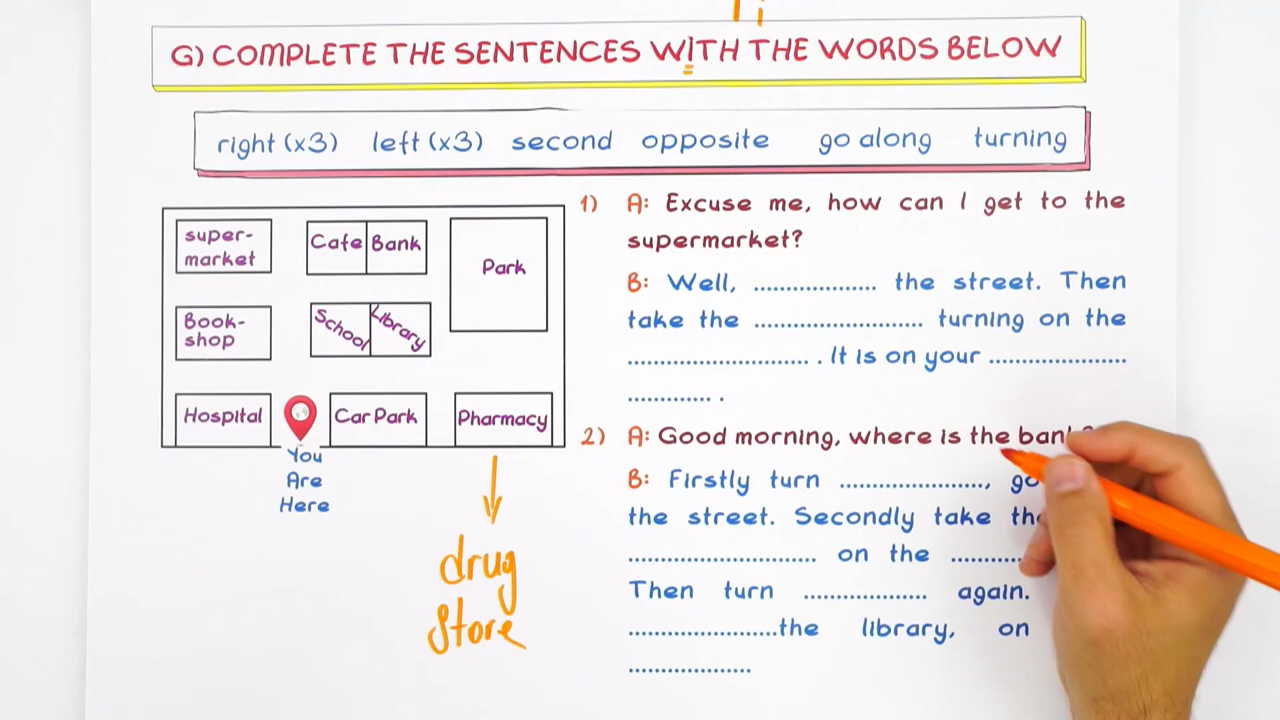 G) COMPLETE THE SENTENCES WITH THE WORDS BELOW
right (x3) left (x3) second opposite go along turning
super-
market
Cafe Bank
Park
Book-
shop
School Library
Hospital
Car Park
Pharmacy
You
Are
Here
drug
store
1) A: Excuse me, how can I get to the
supermarket?
B: Well, .................... the street. Then
take the ........................... turning on the
............................. . It is on your ......................
.............. .
2) A: Good morning, where is the
B: Firstly turn ......................., go
the street. Secondly take
.............................. on the ...........
Then turn .................... again.
........................the library, on
....................